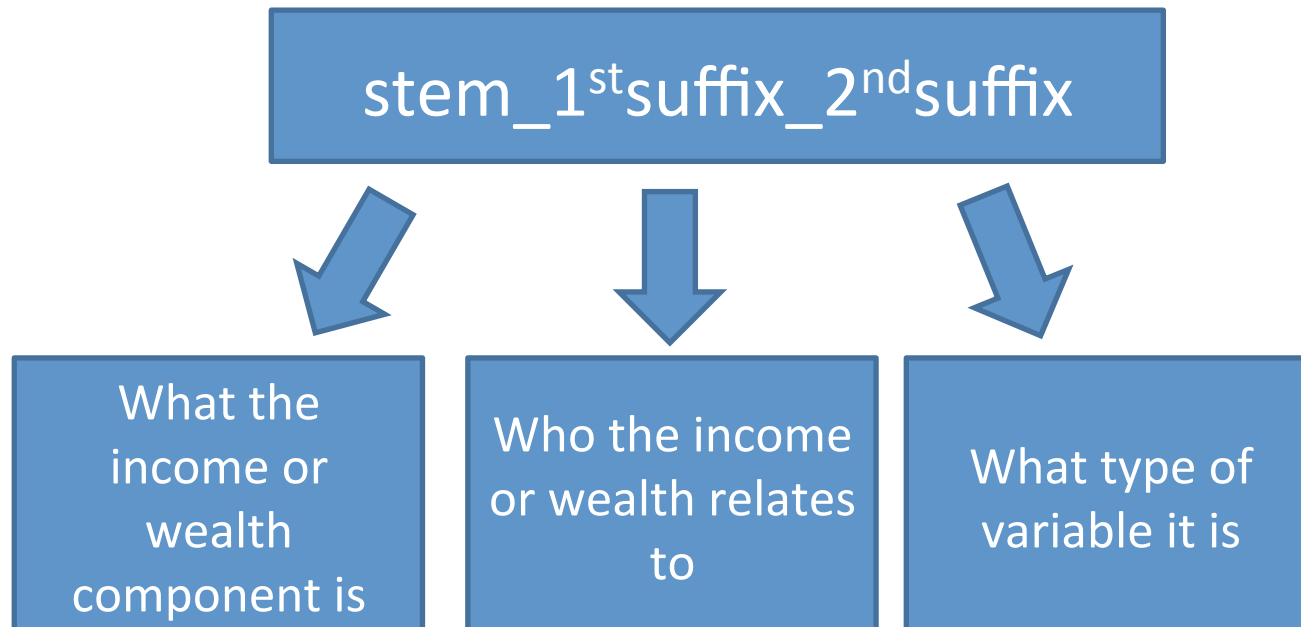 stem_1stsuffix_2ndsuffix
What the
income or
wealth
component is
Who the income
or wealth relates
to
What type of
variable it is